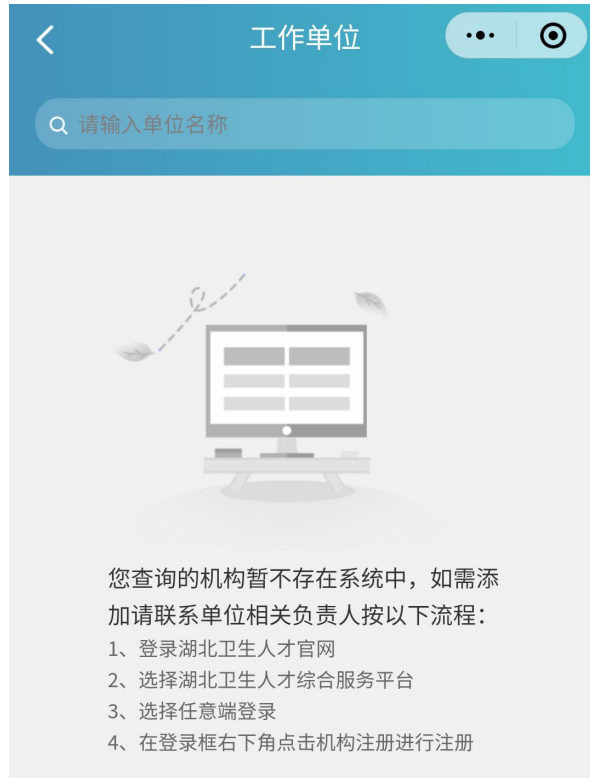 工作单位
请输入单位名称
您查询的机构暂不存在系统中，如需添
加请联系单位相关负责人按以下流程：
1、登录湖北卫生人才官网
2、选择湖北卫生人才综合服务平台
3、选择任意端登录
4、在登录框右下角点击机构注册进行注册